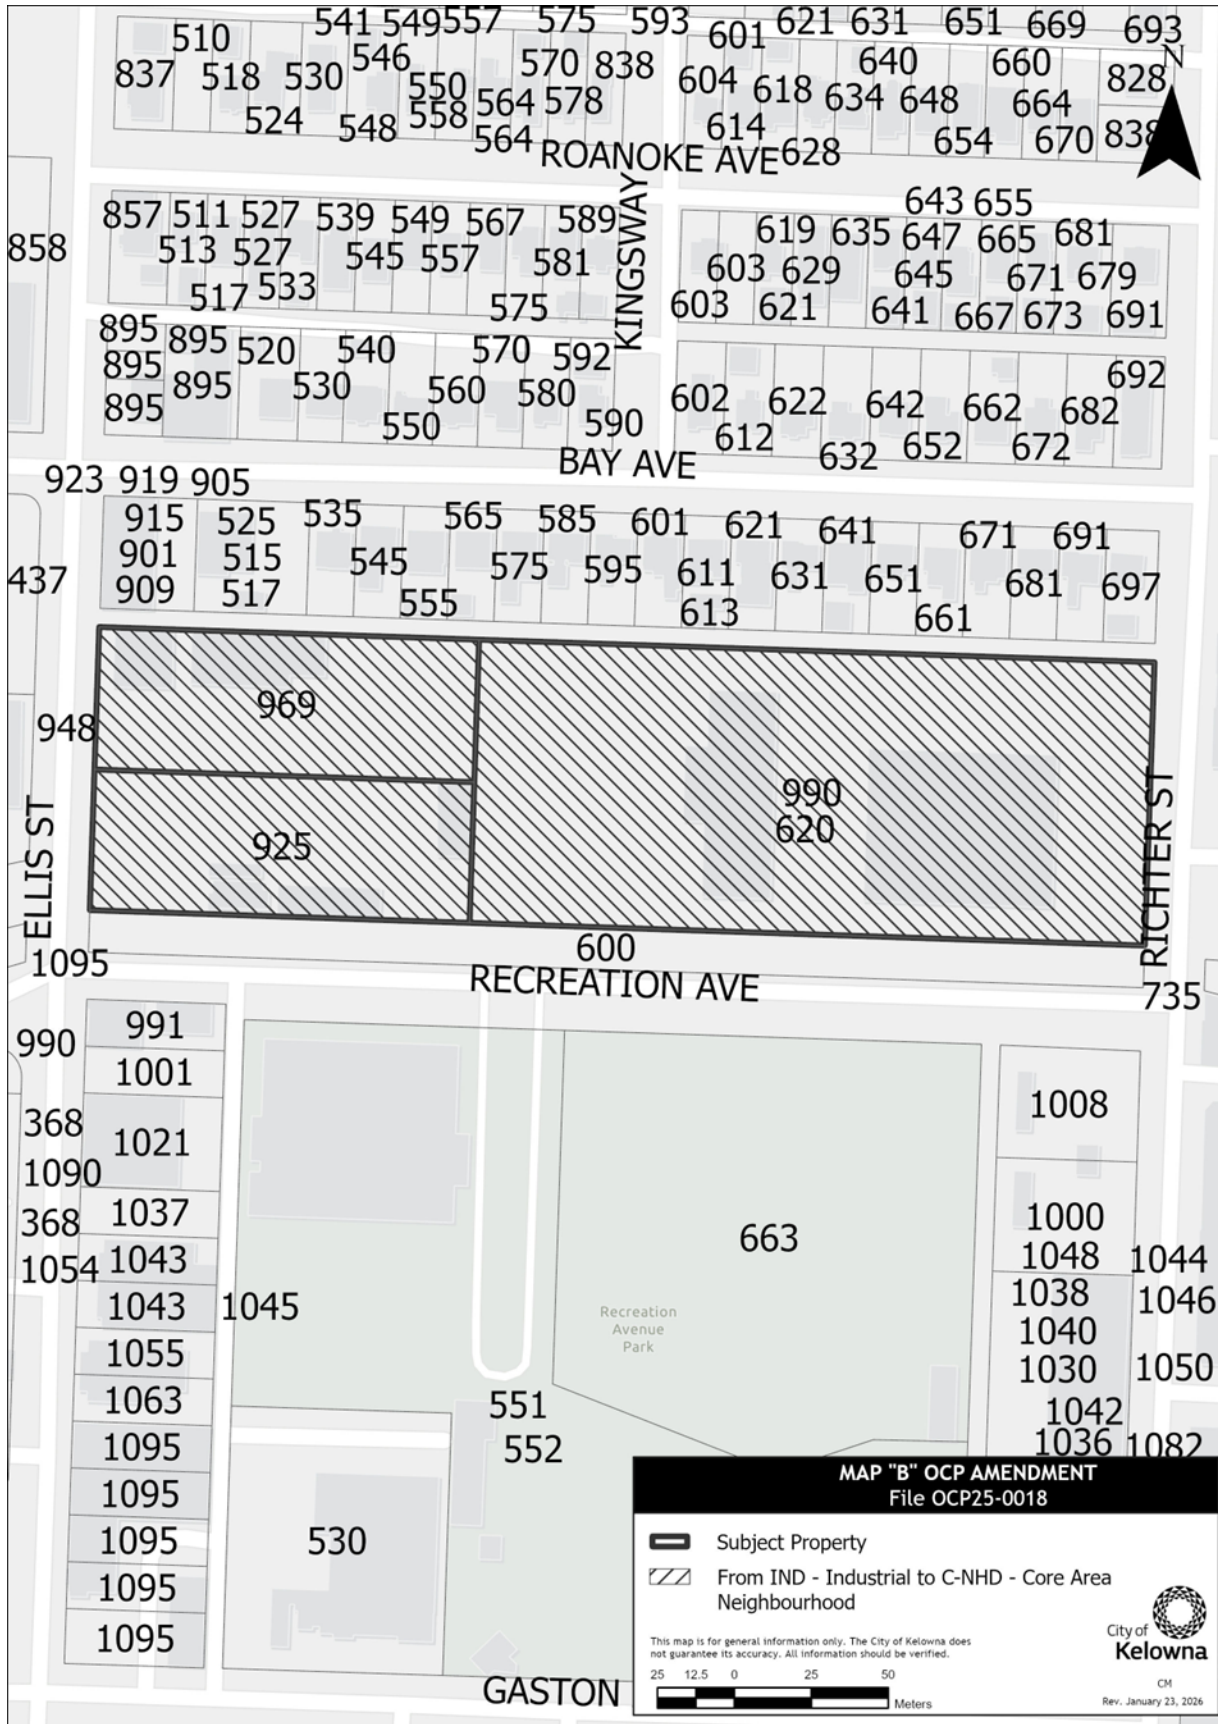 541 549 557 575 593 621 631 651 669 693
510 546 601 N
837 518 530 550 570 838 604 640 660 828
524 548 558 564 578 618 634 648 664
564 614 628 654 670 838
ROANOKE AVE
KINGSWAY
643 655
857 511 527 539 549 567 589 619 635 647 665 681
858 513 527 545 557 581 603 629 645 671 679
517 533 575 603 621 641 667 673 691
895 895 520 540 570 592 692
895 895 530 560 580 602 622 642 662 682
895 550 590 612 632 652 672
BAY AVE
923 919 905
915 525 535 565 585 601 621 641 671 691
901 515 545 575 595 611 631 651 681 697
437 909 517 555 613 661
969
948
990
620
925
ELLIS ST
RICHTER ST
600
1095
RECREATION AVE
735
991
990
1001
368
1021
1090
1037
368
1043
1054
1043
1045
1055
1063
1095
1095
1095
1095
1095
663
Recreation
Avenue
Park
551
552
530
1008
1000
1048 1044
1038 1046
1040
1030 1050
1042
1036 1082
GASTON
MAP "B" OCP AMENDMENT
File OCP25-0018
Subject Property
From IND - Industrial to C-NHD - Core Area
Neighbourhood
This map is for general information only. The City of Kelowna does
not guarantee its accuracy. All information should be verified.
25 12.5 0 25 50
Meters
City of
Kelowna
CM
Rev. January 23, 2026